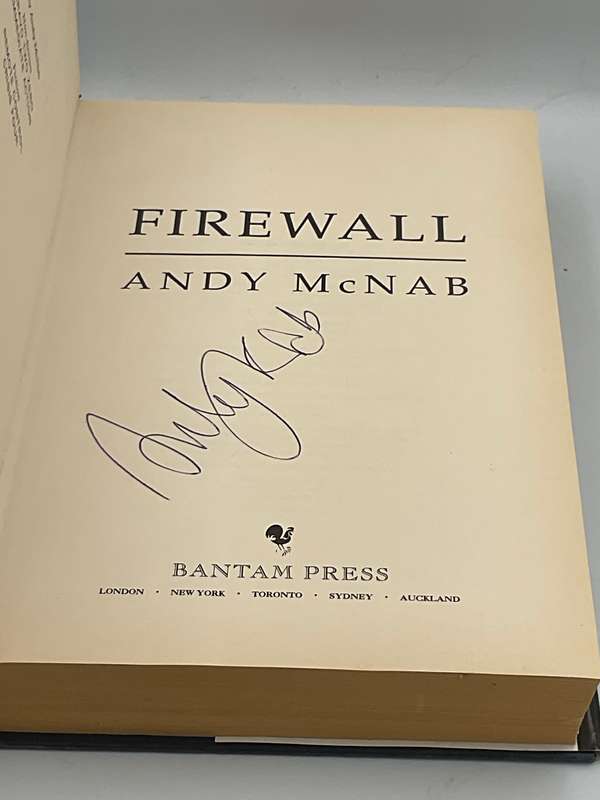 FIREWALL
ANDY McNAB
BANTAM PRESS
LONDON · NEW YORK · TORONTO · SYDNEY · AUCKLAND